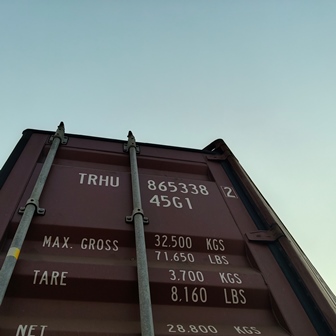 TRHU 865338 2
45G1
MAX. GROSS 32.500 KGS
71.650 LBS
TARE 3.700 KGS
8.160 LBS
NET 28.800 KGS